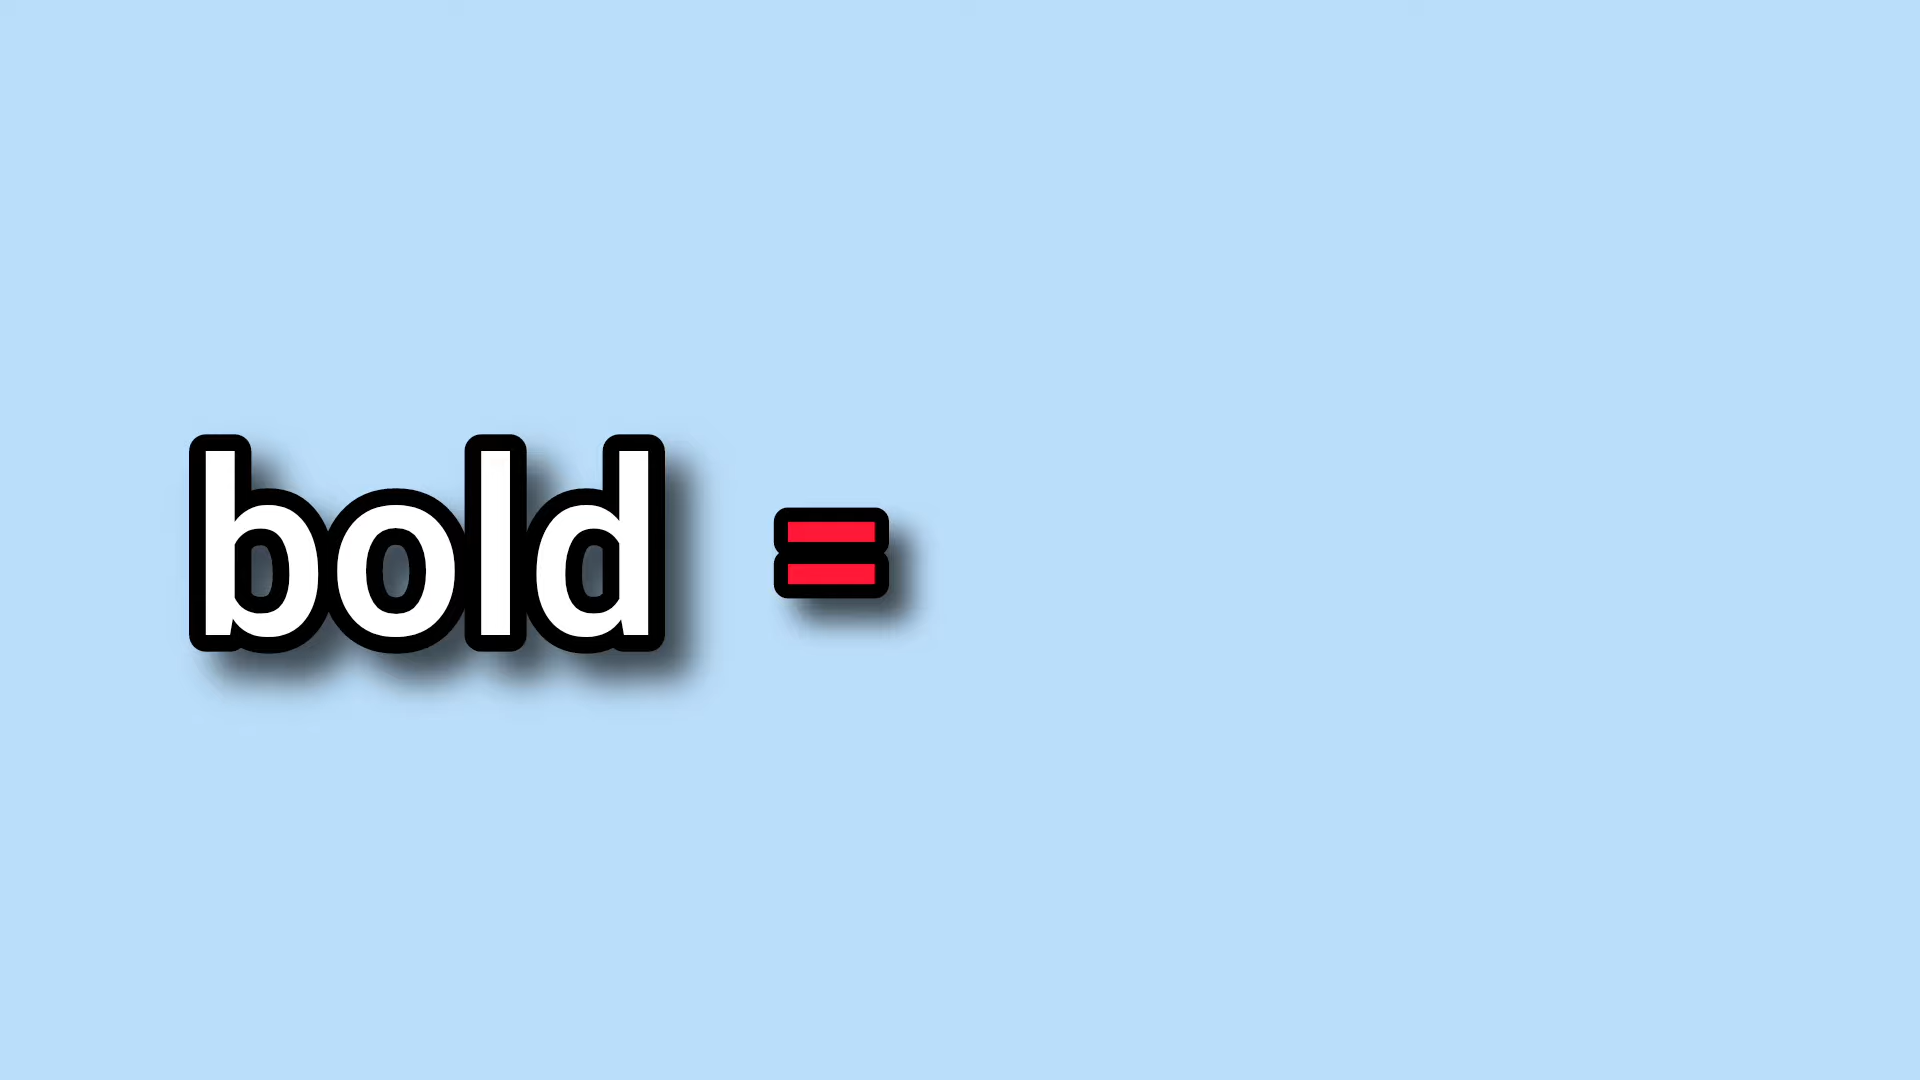 bold =